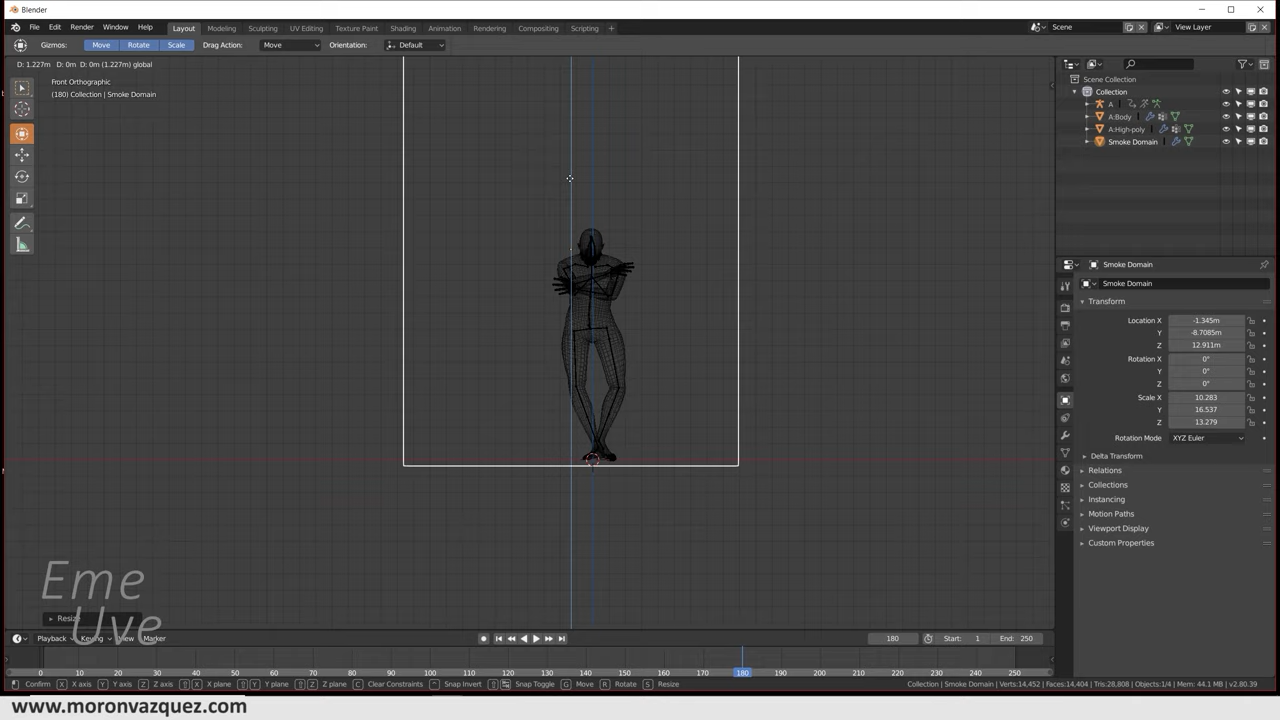 Blender
File Edit Render Window Help Layout Modeling Sculpting UV Editing Texture Paint Shading Animation Rendering Compositing Scripting + Scene View Layer
Gizmos: Move Rotate Scale Drag Action: Move Orientation: Default
D: 1.227m D: 0m D: 0m (1.227m) global
Front Orthographic
(180) Collection | Smoke Domain
Scene Collection
Collection
A
A:Body
A:High-poly
Smoke Domain
Smoke Domain
Smoke Domain
Transform
Location X -1.345m
Y -8.7085m
Z 12.911m
Rotation X 0°
Y 0°
Z 0°
Scale X 10.283
Y 16.537
Z 13.279
Rotation Mode XYZ Euler
Delta Transform
Relations
Collections
Instancing
Motion Paths
Viewport Display
Custom Properties
Eme
Uve
Resize
Playback Keying View Marker 180 Start: 1 End: 250
0 10 20 30 40 50 60 70 80 90 100 110 120 130 140 150 160 170 180 190 200 210 220 230 240 250
Confirm X X axis Y Y axis Z Z axis X X plane Y Y plane Z Z plane C Clear Constraints Snap Invert Snap Toggle G Move R Rotate S Resize Collection | Smoke Domain | Verts:14,452 | Faces:14,404 | Tris:28,808 | Objects:1/4 | Mem: 44.1 MB | v2.80.39
www.moronvazquez.com